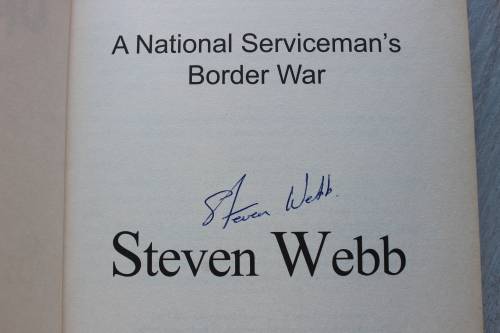 A National Serviceman's
Border War
Steven Webb.
Steven Webb